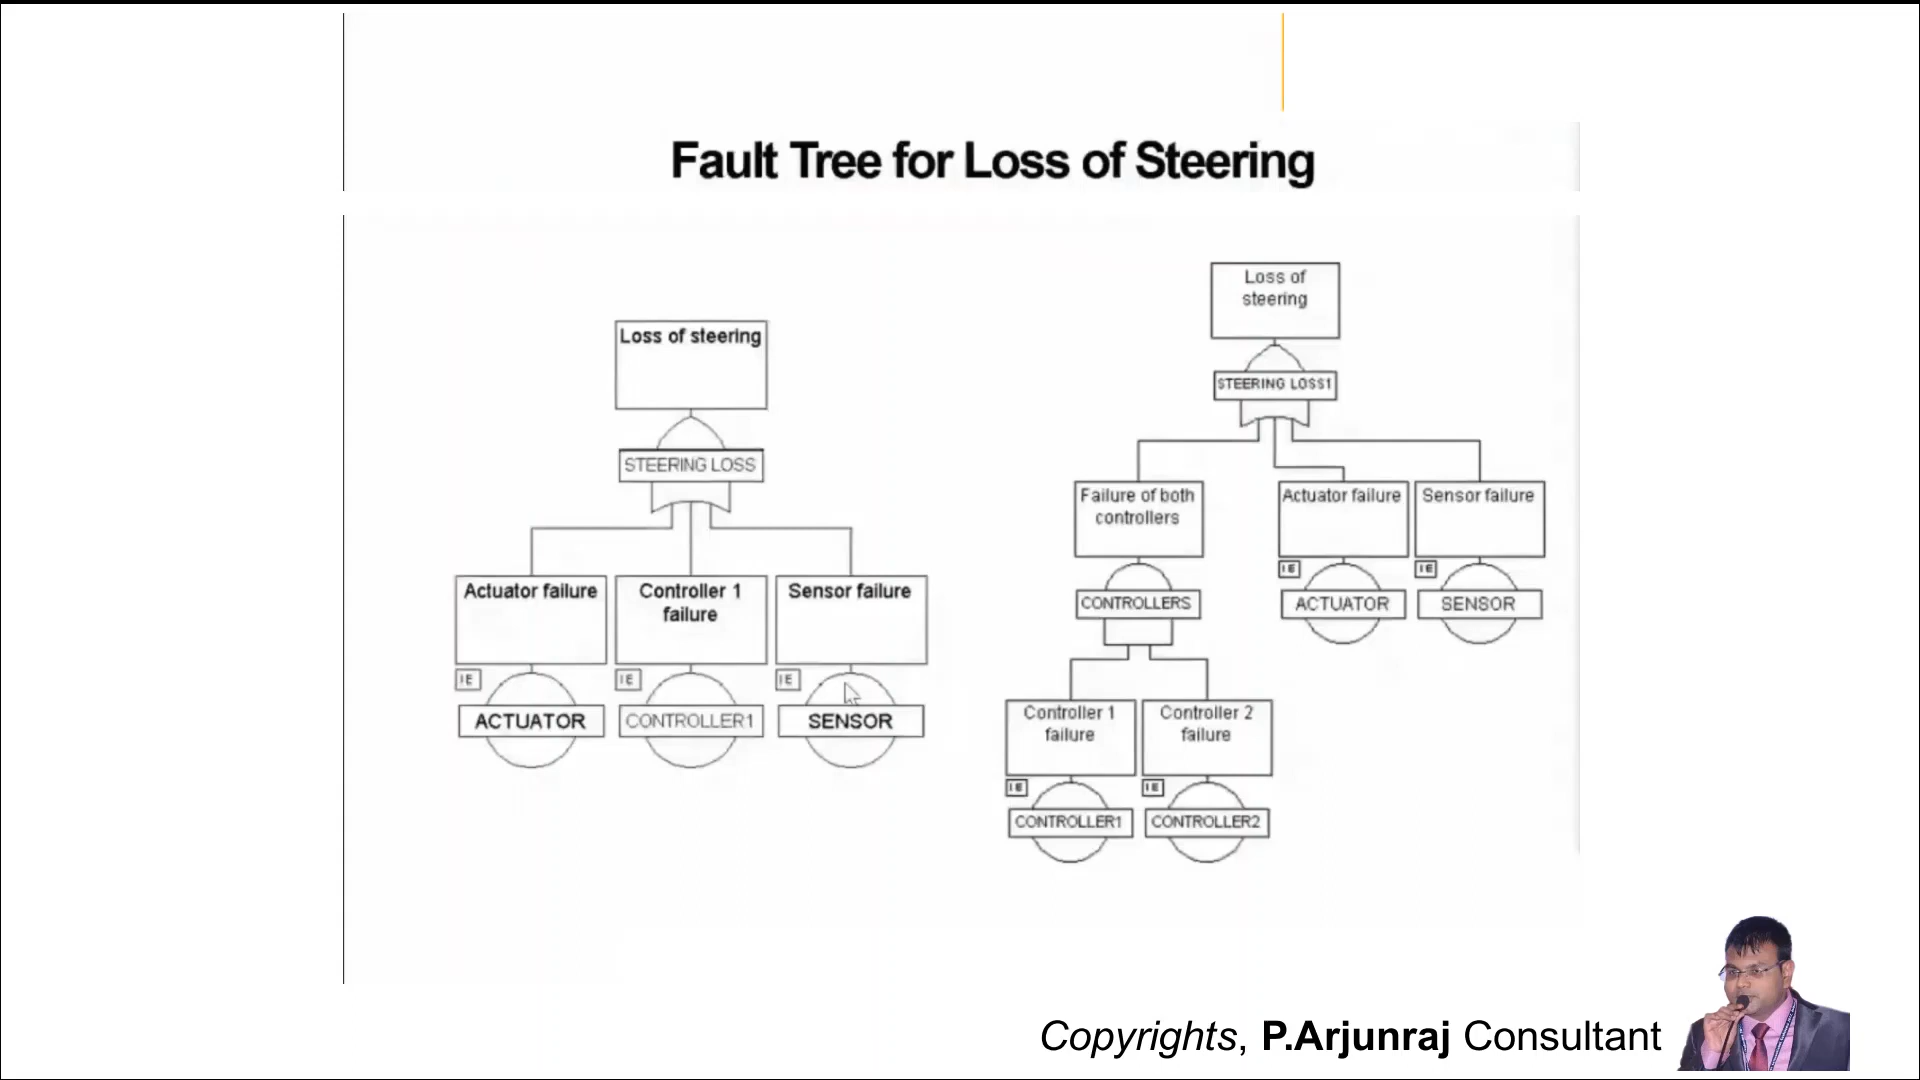 Fault Tree for Loss of Steering
Loss of steering
STEERING LOSS
Actuator failure
Controller 1
failure
Sensor failure
IE
IE
IE
ACTUATOR
CONTROLLER1
SENSOR
Loss of
steering
STEERING LOSS1
Failure of both
controllers
Actuator failure
Sensor failure
IE
IE
CONTROLLERS
ACTUATOR
SENSOR
Controller 1
failure
Controller 2
failure
IE
IE
CONTROLLER1
CONTROLLER2
Copyrights, P.Arjunraj Consultant